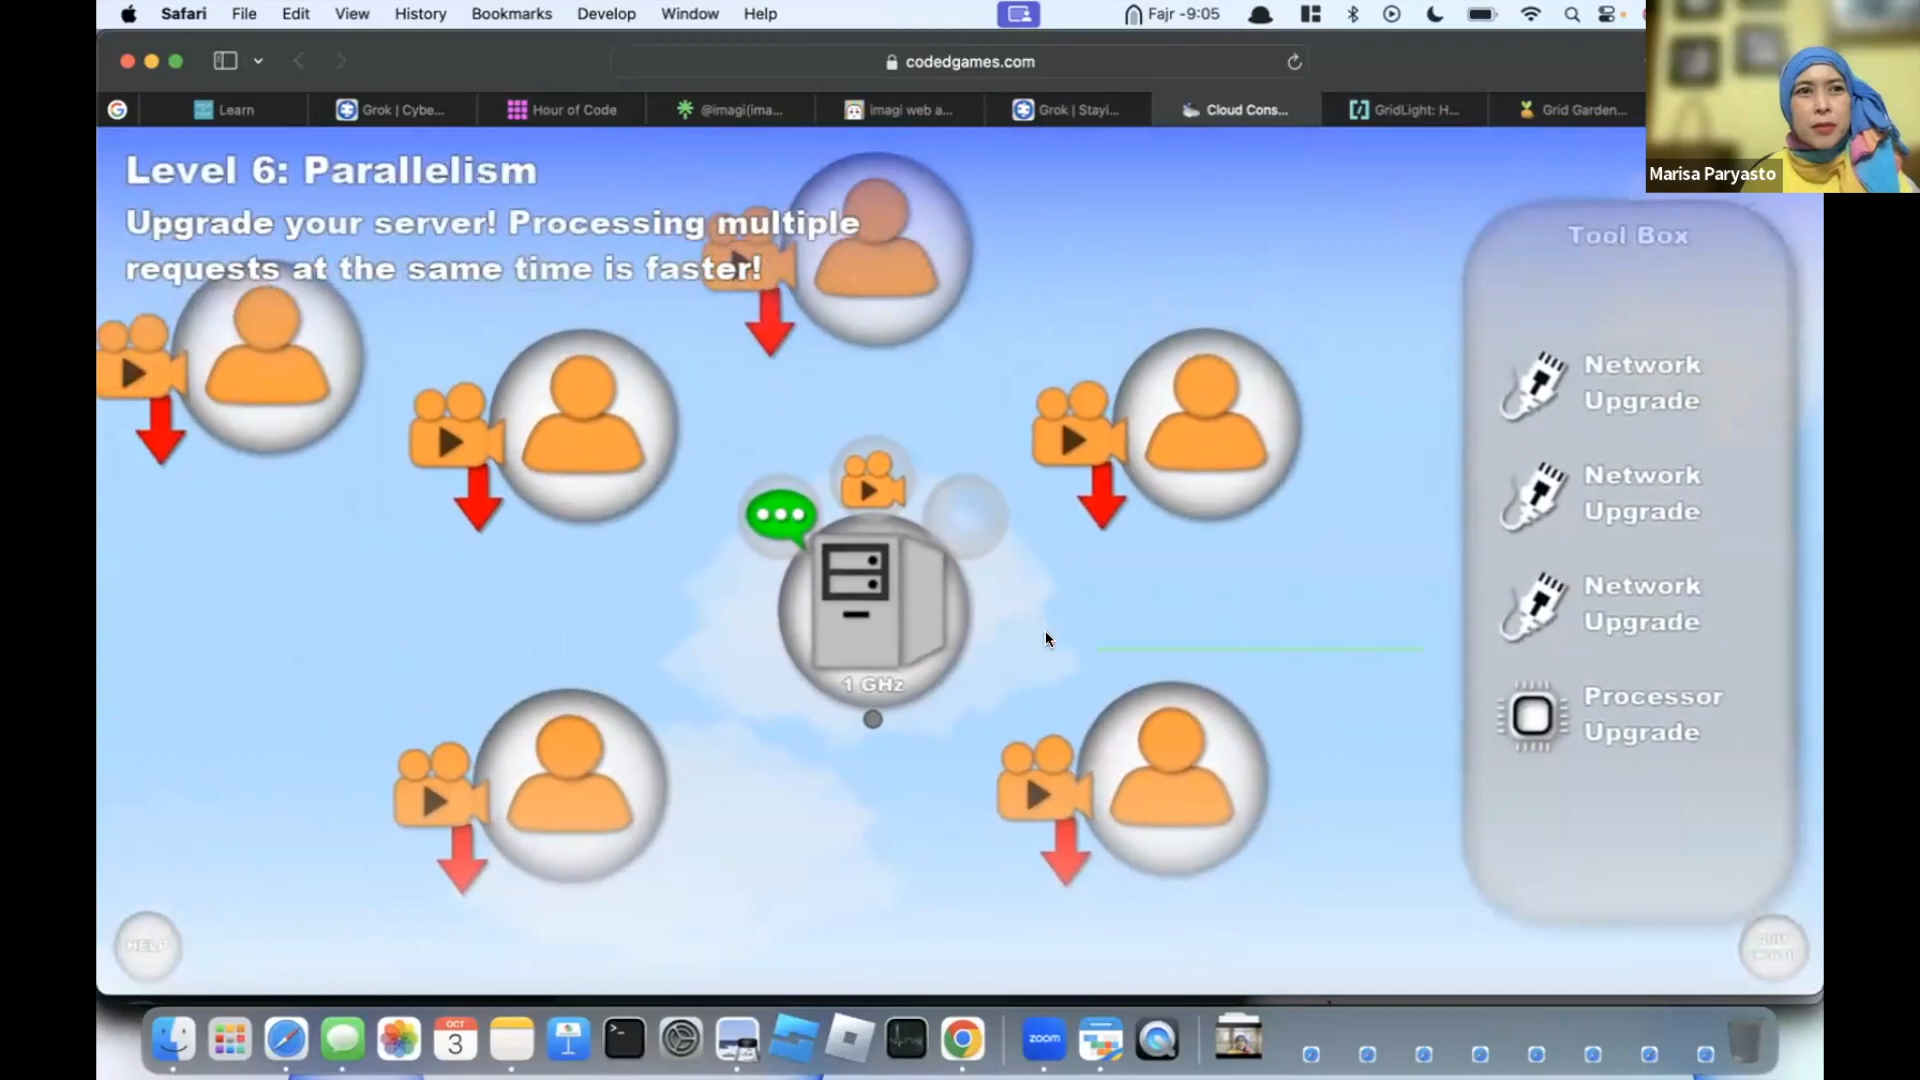 Safari File Edit View History Bookmarks Develop Window Help
Fajr -9:05
codedgames.com
Learn
Grok | Cybe...
Hour of Code
@imagi(ima...
imagi web a...
Grok | Stayi...
Cloud Cons...
GridLight: H...
Grid Garden...
Marisa Paryasto
Level 6: Parallelism
Upgrade your server! Processing multiple
requests at the same time is faster!
Tool Box
Network
Upgrade
Network
Upgrade
Network
Upgrade
Processor
Upgrade
1 GHz
HELP
OCT
3
zoom